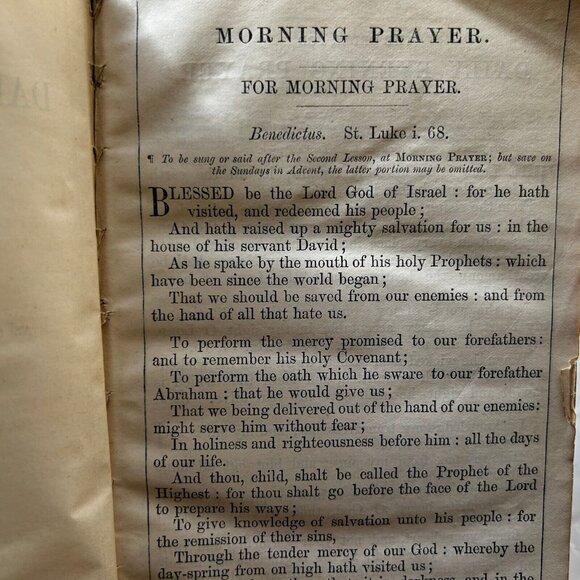 MORNING PRAYER.
FOR MORNING PRAYER.
Benedictus. St. Luke i. 68.
¶ To be sung or said after the Second Lesson, at MORNING PRAYER; but save on
the Sundays in Advent, the latter portion may be omitted.
BLESSED be the Lord God of Israel : for he hath
visited, and redeemed his people;
And hath raised up a mighty salvation for us : in the
house of his servant David;
As he spake by the mouth of his holy Prophets : which
have been since the world began;
That we should be saved from our enemies : and from
the hand of all that hate us.
To perform the mercy promised to our forefathers :
and to remember his holy Covenant;
To perform the oath which he sware to our forefather
Abraham : that he would give us;
That we being delivered out of the hand of our enemies:
might serve him without fear;
In holiness and righteousness before him : all the days
of our life.
And thou, child, shalt be called the Prophet of the
Highest : for thou shalt go before the face of the Lord
to prepare his ways;
To give knowledge of salvation unto his people : for
the remission of their sins,
Through the tender mercy of our God : whereby the
day-spring from on high hath visited us;
darkness, and in the